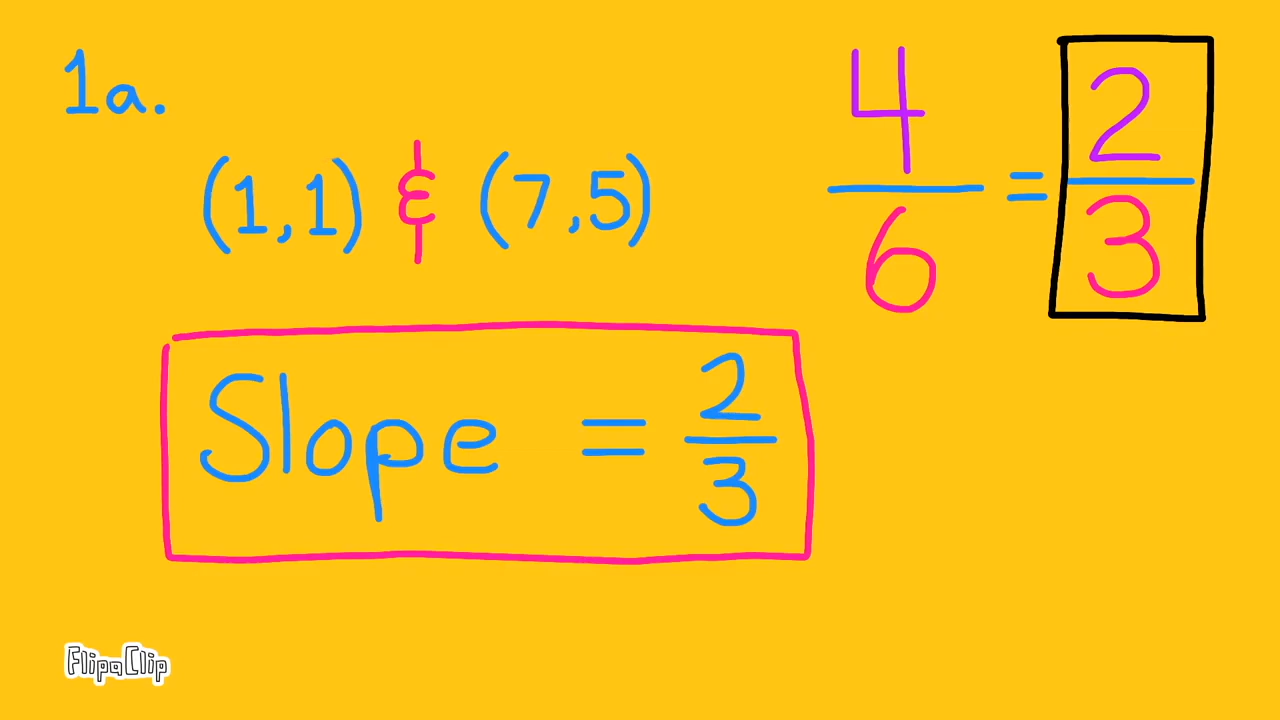 1a.
(1,1) & (7,5)
4/6 = 2/3
Slope = 2/3
FlipaClip